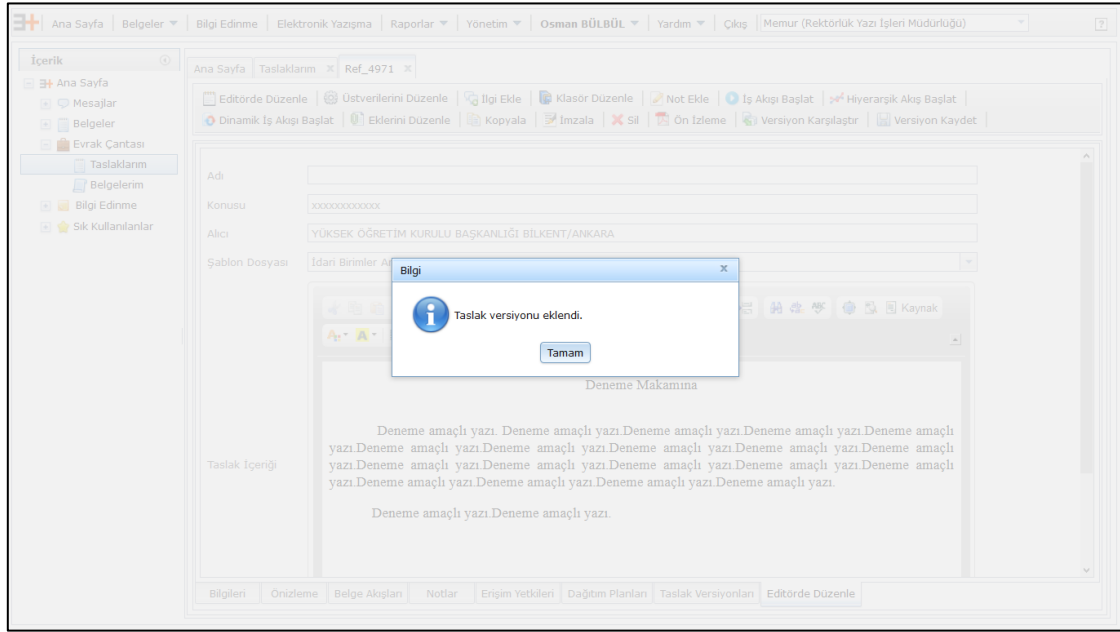 Ana Sayfa Belgeler Bilgi Edinme Elektronik Yazışma Raporlar Yönetim Osman BÜLBÜL Yardım Çıkış Memur (Rektörlük Yazı İşleri Müdürlüğü) ?
İçerik
Ana Sayfa Taslaklarım x Ref_4971 x
Ana Sayfa
Mesajlar
Belgeler
Evrak Çantası
Taslaklarım
Belgelerim
Bilgi Edinme
Sık Kullanılanlar
Editörde Düzenle Üstverilerini Düzenle İlgi Ekle Klasör Düzenle Not Ekle İş Akışı Başlat Hiyerarşik Akış Başlat
Dinamik İş Akışı Başlat Eklerini Düzenle Kopyala İmzala Sil Ön İzleme Versiyon Karşılaştır Versiyon Kaydet
Adı
Konusu xxxxxxxxxxxx
Alıcı YÜKSEK ÖĞRETİM KURULU BAŞKANLIĞI BİLKENT/ANKARA
Şablon Dosyası İdari Birimler
Bilgi x
Taslak versiyonu eklendi.
Tamam
Kaynak
Taslak İçeriği
Deneme Makamına
Deneme amaçlı yazı. Deneme amaçlı yazı.Deneme amaçlı yazı.Deneme amaçlı yazı.Deneme amaçlı
yazı.Deneme amaçlı yazı.Deneme amaçlı yazı.Deneme amaçlı yazı.Deneme amaçlı yazı.Deneme amaçlı
yazı.Deneme amaçlı yazı.Deneme amaçlı yazı.Deneme amaçlı yazı.Deneme amaçlı yazı.Deneme amaçlı
yazı.Deneme amaçlı yazı.Deneme amaçlı yazı.Deneme amaçlı yazı.Deneme amaçlı yazı.
Deneme amaçlı yazı.Deneme amaçlı yazı.
Bilgileri Önizleme Belge Akışları Notlar Erişim Yetkileri Dağıtım Planları Taslak Versiyonları Editörde Düzenle